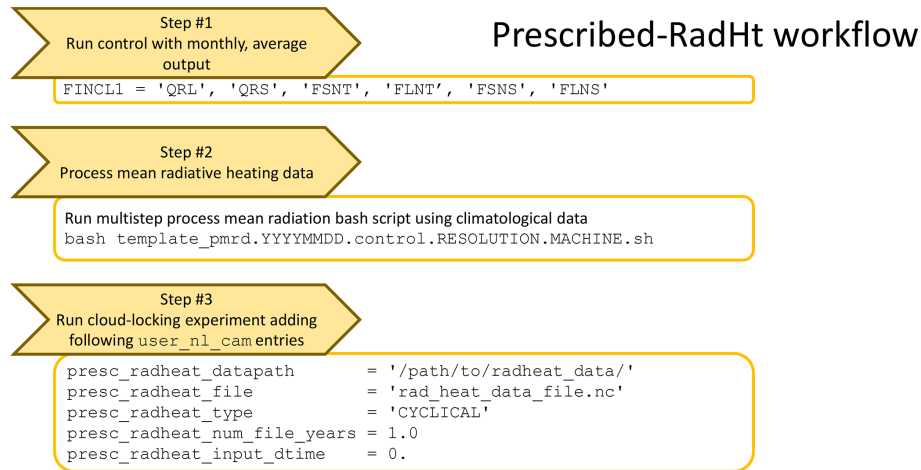 Prescribed-RadHt workflow
Step #1
Run control with monthly, average
output
FINCL1 = 'QRL', 'QRS', 'FSNT', 'FLNT’, 'FSNS', 'FLNS'
Step #2
Process mean radiative heating data
Run multistep process mean radiation bash script using climatological data
bash template_pmrd.YYYYMMDD.control.RESOLUTION.MACHINE.sh
Step #3
Run cloud-locking experiment adding
following user_nl_cam entries
presc_radheat_datapath = '/path/to/radheat_data/'
presc_radheat_file = 'rad_heat_data_file.nc'
presc_radheat_type = 'CYCLICAL'
presc_radheat_num_file_years = 1.0
presc_radheat_input_dtime = 0.